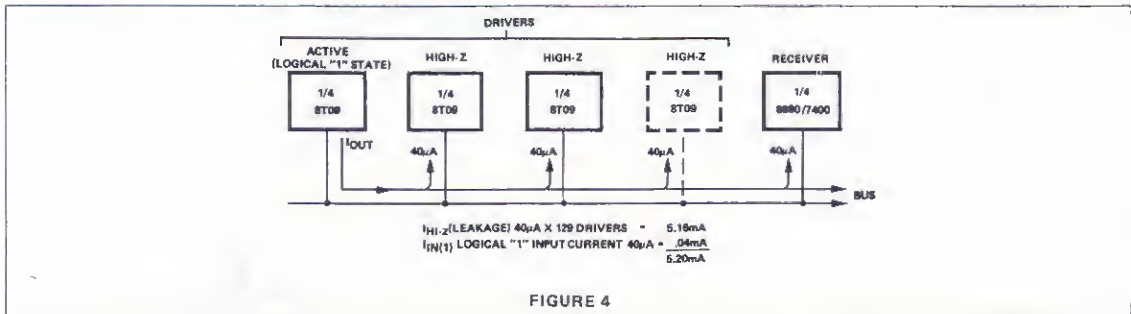 DRIVERS
ACTIVE
(LOGICAL "1" STATE)
HIGH-Z
HIGH-Z
HIGH-Z
RECEIVER
1/4
8T09
1/4
8T09
1/4
8T09
1/4
8T09
1/4
8880/7400
IOUT
40µA
40µA
40µA
40µA
BUS
IHI-Z(LEAKAGE) 40µA X 129 DRIVERS = 5.16mA
IIN(1) LOGICAL "1" INPUT CURRENT 40µA = .04mA
5.20mA
FIGURE 4